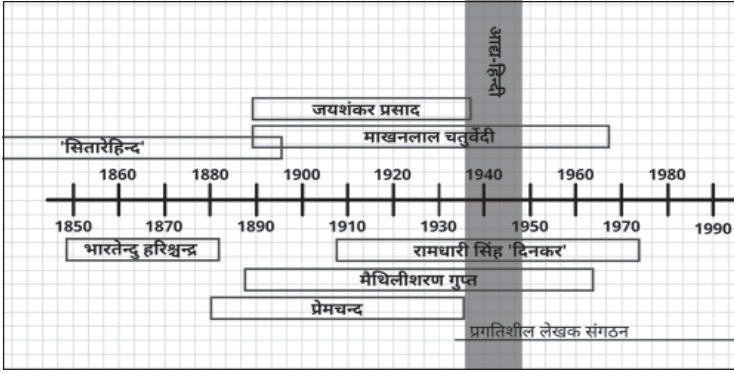 आद्य-हिन्दी
जयशंकर प्रसाद
माखनलाल चतुर्वेदी
'सितारेहिन्द'
1860 1880 1900 1920 1940 1960 1980
1850 1870 1890 1910 1930 1950 1970 1990
भारतेन्दु हरिश्चन्द्र
रामधारी सिंह 'दिनकर'
मैथिलीशरण गुप्त
प्रेमचन्द
प्रगतिशील लेखक संगठन